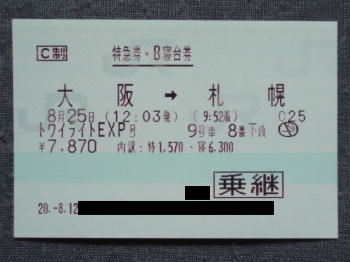 C制
特急券・B寝台券
大阪 → 札幌
8月25日 (12:03発) (9:52着) C25
トワイライトEXP号 9号車 8番下段
¥7,870 内訳:特1,570・寝6,300
乗継
20.-8.12